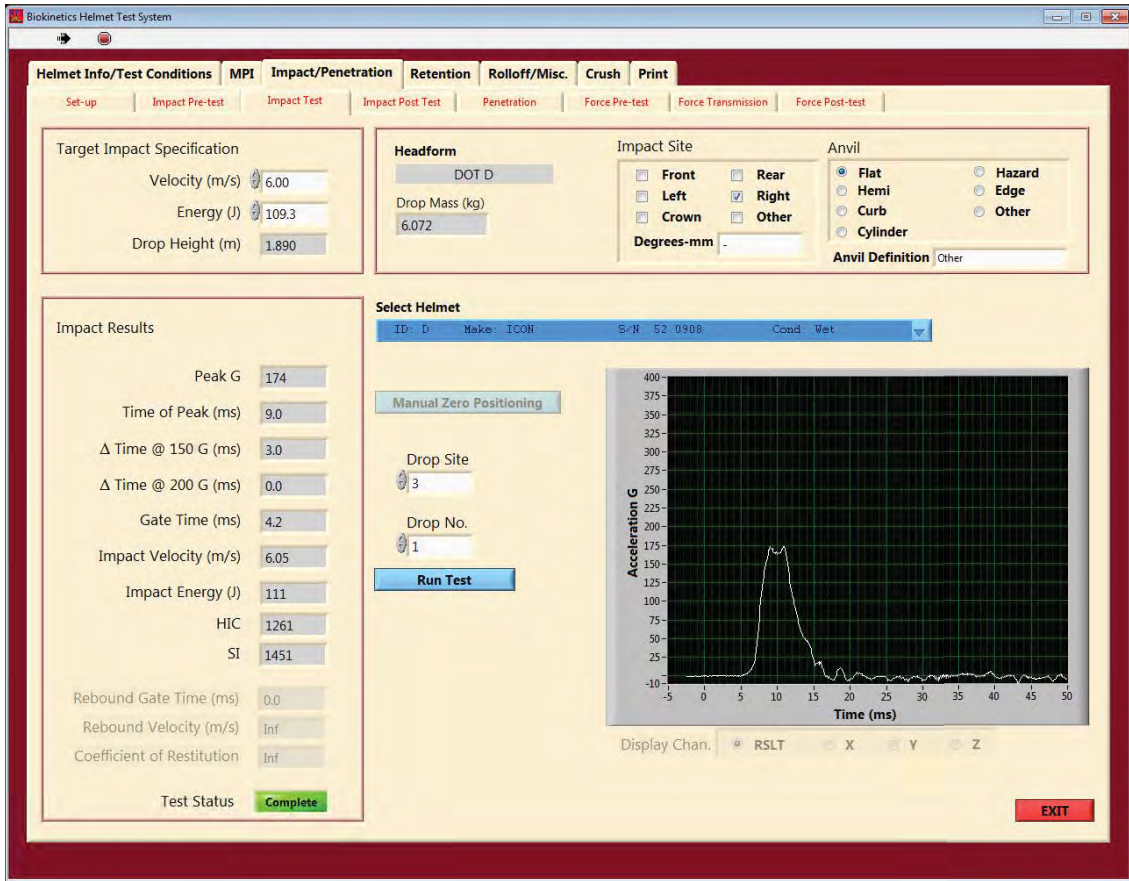 Biokinetics Helmet Test System
Helmet Info/Test Conditions MPI Impact/Penetration Retention Rolloff/Misc. Crush Print
Set-up Impact Pre-test Impact Test Impact Post Test Penetration Force Pre-test Force Transmission Force Post-test
Target Impact Specification
Velocity (m/s) 6.00
Energy (J) 109.3
Drop Height (m) 1.890
Headform
DOT D
Drop Mass (kg)
6.072
Impact Site
Front Rear
Left Right
Crown Other
Degrees-mm -
Anvil
Flat Hazard
Hemi Edge
Curb Other
Cylinder
Anvil Definition Other
Impact Results
Peak G 174
Time of Peak (ms) 9.0
Δ Time @ 150 G (ms) 3.0
Δ Time @ 200 G (ms) 0.0
Gate Time (ms) 4.2
Impact Velocity (m/s) 6.05
Impact Energy (J) 111
HIC 1261
SI 1451
Rebound Gate Time (ms) 0.0
Rebound Velocity (m/s) Inf
Coefficient of Restitution Inf
Test Status Complete
Select Helmet
ID: D Make: ICON S/N: 52 0908 Cond: Wet
Manual Zero Positioning
Drop Site
3
Drop No.
1
Run Test
Acceleration G
400
375
350
325
300
275
250
225
200
175
150
125
100
75
50
25
-10
-5 0 5 10 15 20 25 30 35 40 45 50
Time (ms)
Display Chan. RSLT X Y Z
EXIT